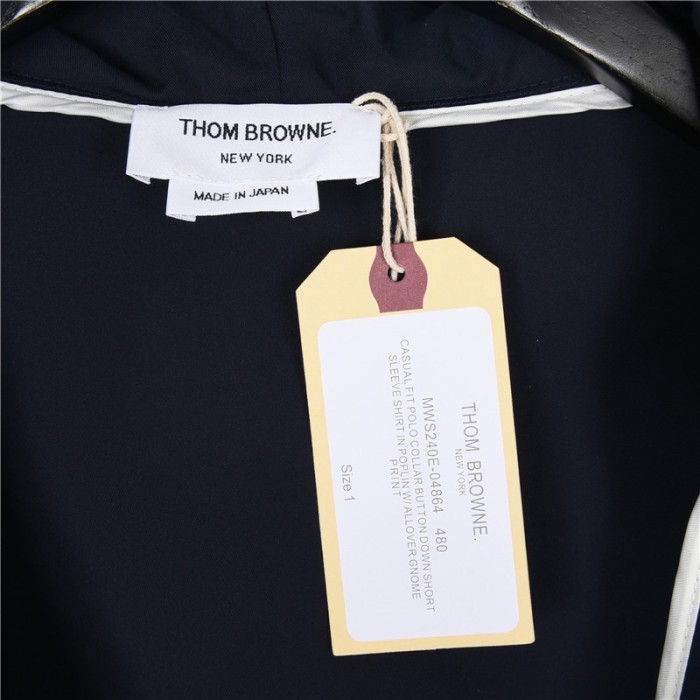 THOM BROWNE.
NEW YORK
MADE IN JAPAN
THOM BROWNE.
NEW YORK
MWS240E-04864 480
CASUAL FIT POLO COLLAR BUTTON DOWN SHORT
SLEEVE SHIRT IN POPLIN W/ ALLOVER GNOME
PRINT
Size 1